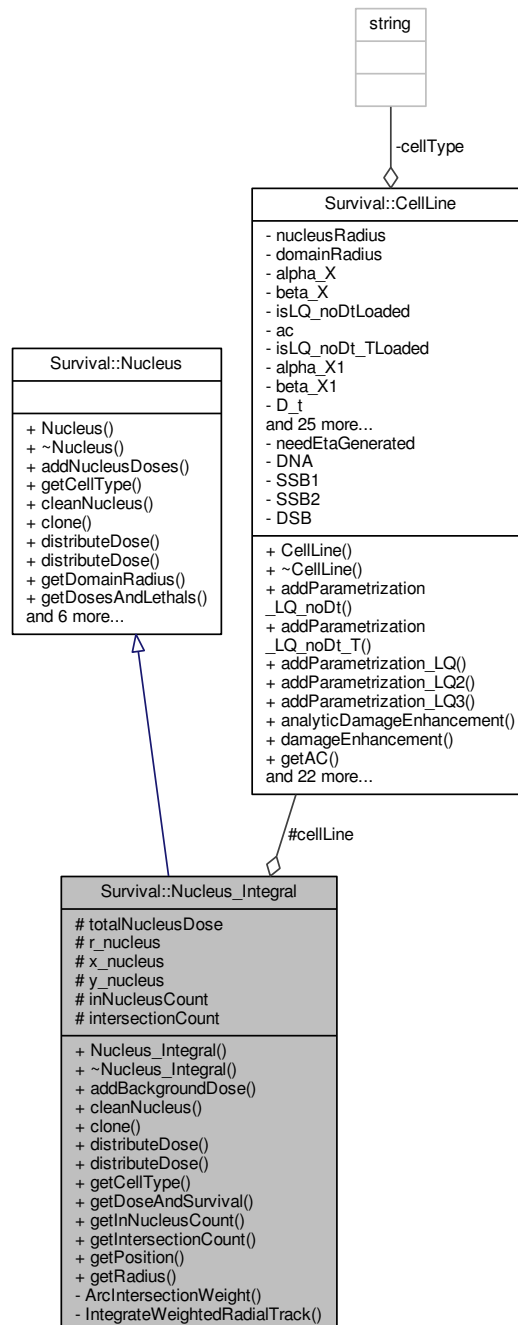 string
-cellType
Survival::CellLine
- nucleusRadius
- domainRadius
- alpha_X
- beta_X
- isLQ_noDtLoaded
- ac
- isLQ_noDt_TLoaded
- alpha_X1
- beta_X1
- D_t
and 25 more...
- needEtaGenerated
- DNA
- SSB1
- SSB2
- DSB
+ CellLine()
+ ~CellLine()
+ addParametrization
_LQ_noDt()
+ addParametrization
_LQ_noDt_T()
+ addParametrization_LQ()
+ addParametrization_LQ2()
+ addParametrization_LQ3()
+ analyticDamageEnhancement()
+ damageEnhancement()
+ getAC()
and 22 more...
Survival::Nucleus
+ Nucleus()
+ ~Nucleus()
+ addNucleusDoses()
+ getCellType()
+ cleanNucleus()
+ clone()
+ distributeDose()
+ distributeDose()
+ getDomainRadius()
+ getDosesAndLethals()
and 6 more...
#cellLine
Survival::Nucleus_Integral
# totalNucleusDose
# r_nucleus
# x_nucleus
# y_nucleus
# inNucleusCount
# intersectionCount
+ Nucleus_Integral()
+ ~Nucleus_Integral()
+ addBackgroundDose()
+ cleanNucleus()
+ clone()
+ distributeDose()
+ distributeDose()
+ getCellType()
+ getDoseAndSurvival()
+ getInNucleusCount()
+ getIntersectionCount()
+ getPosition()
+ getRadius()
- ArcIntersectionWeight()
- IntegrateWeightedRadialTrack()